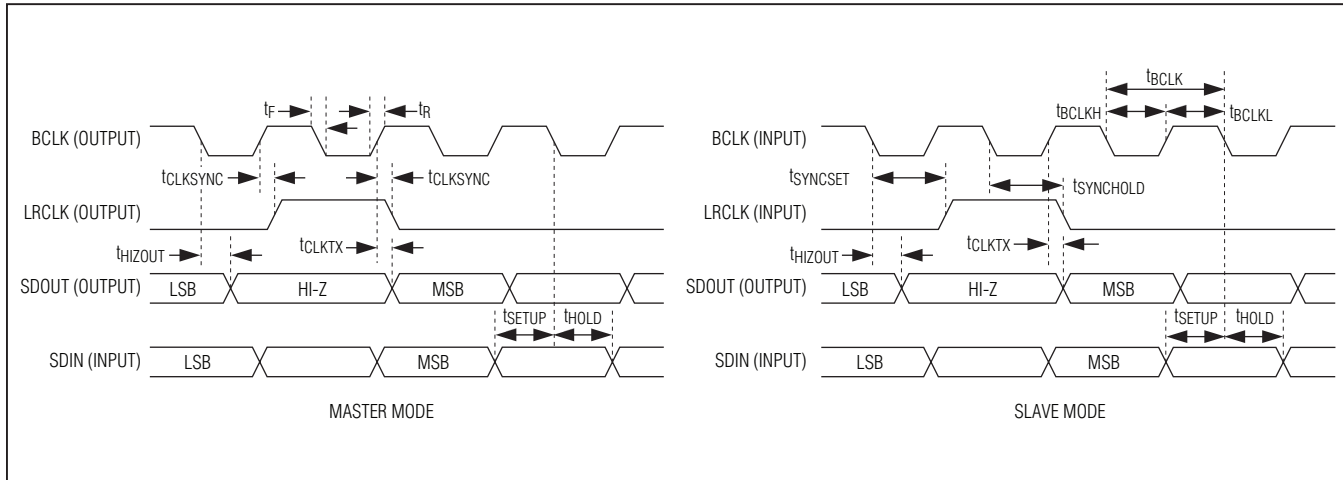 tF
tR
BCLK (OUTPUT)
tCLKSYNC
tCLKSYNC
LRCLK (OUTPUT)
tHIZOUT
tCLKTX
SDOUT (OUTPUT)
LSB
HI-Z
MSB
tSETUP
tHOLD
SDIN (INPUT)
LSB
MSB
MASTER MODE
tBCLK
tBCLKH
tBCLKL
BCLK (INPUT)
tSYNCSET
tSYNCHOLD
LRCLK (INPUT)
tHIZOUT
tCLKTX
SDOUT (OUTPUT)
LSB
HI-Z
MSB
tSETUP
tHOLD
SDIN (INPUT)
LSB
MSB
SLAVE MODE